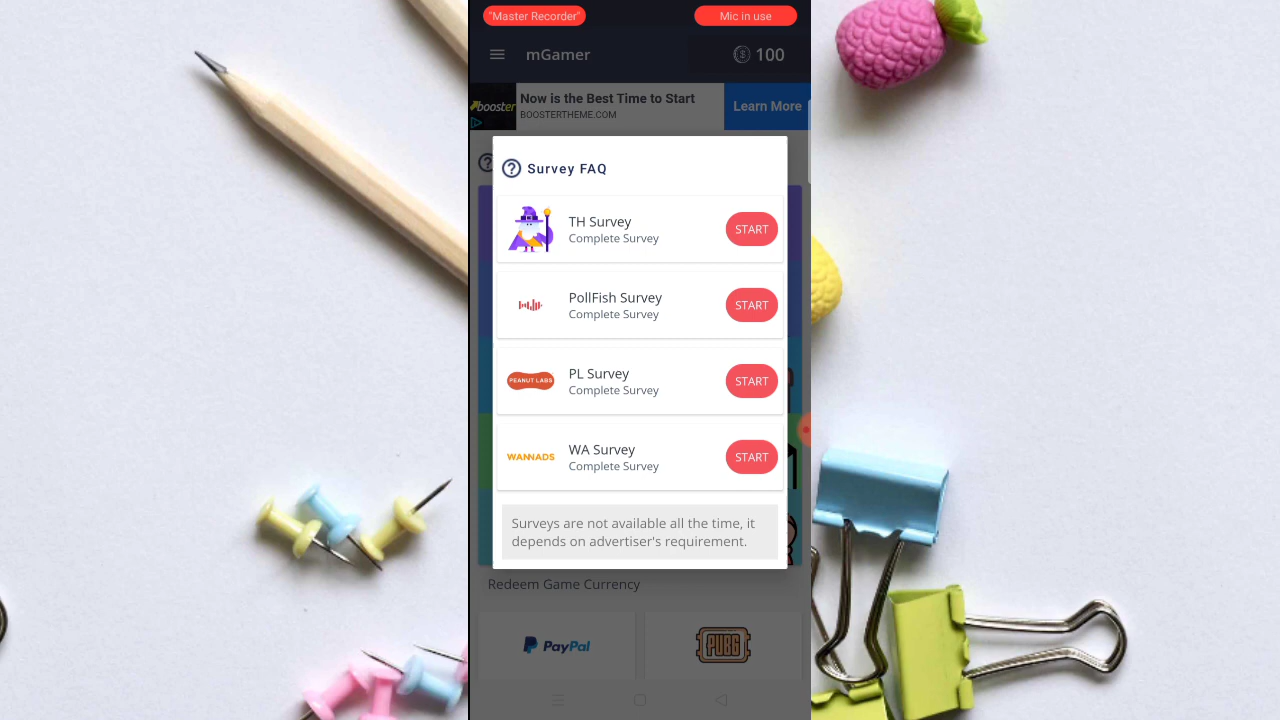 "Master Recorder" Mic in use
mGamer 100
booster Now is the Best Time to Start
BOOSTERTHEME.COM
Learn More
Survey FAQ
TH Survey
Complete Survey
START
PollFish Survey
Complete Survey
START
PEANUT LABS
PL Survey
Complete Survey
START
WANNADS
WA Survey
Complete Survey
START
Surveys are not available all the time, it
depends on advertiser's requirement.
Redeem Game Currency
PayPal PUBG